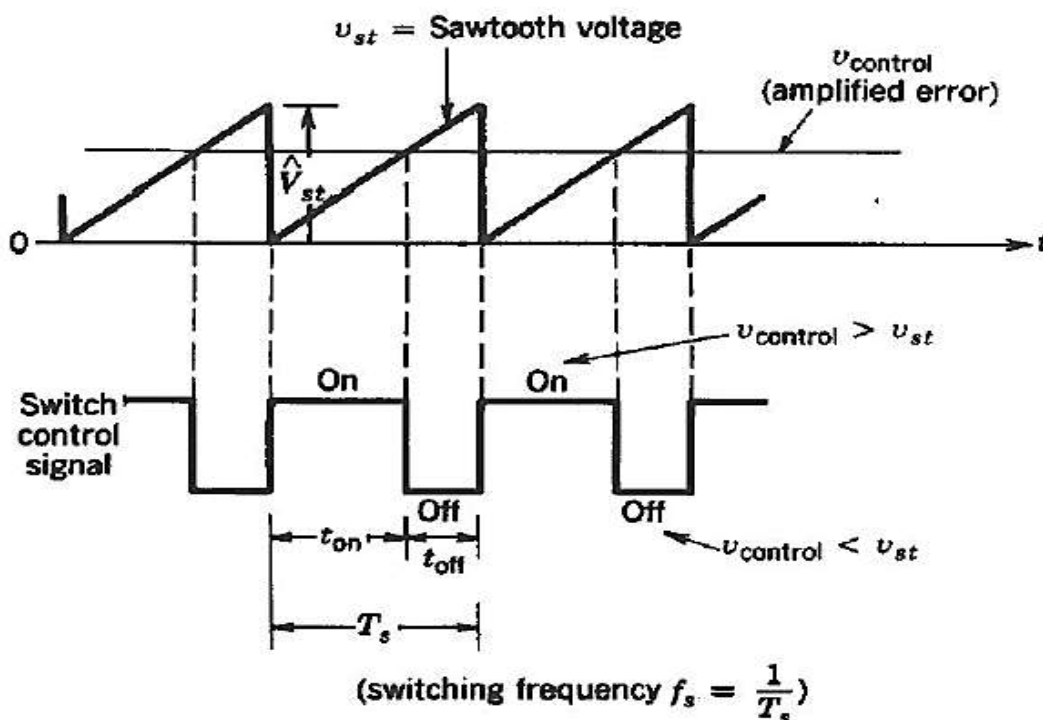 v_st = Sawtooth voltage
v_control
(amplified error)
V̂_st
0
t
v_control > v_st
On
On
Switch
control
signal
Off
Off
t_on
t_off
v_control < v_st
T_s
(switching frequency f_s = 1/T_s)